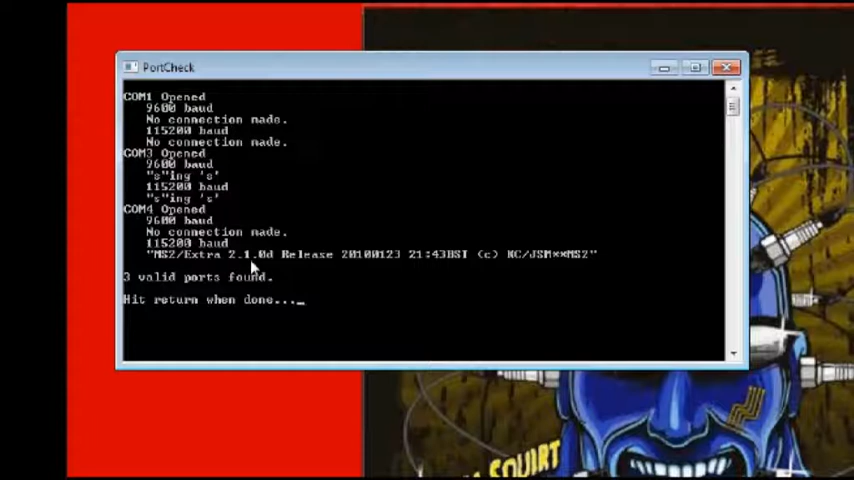 PortCheck
COM1 Opened
9600 baud
No connection made.
115200 baud
No connection made.
COM3 Opened
9600 baud
"s"ing 's'
115200 baud
"s"ing 's'
COM4 Opened
9600 baud
No connection made.
115200 baud
"MS2/Extra 2.1.0d Release 20100123 21:43BST (c) KC/JSM**MS2"
3 valid ports found.
Hit return when done..._
SQUIRT